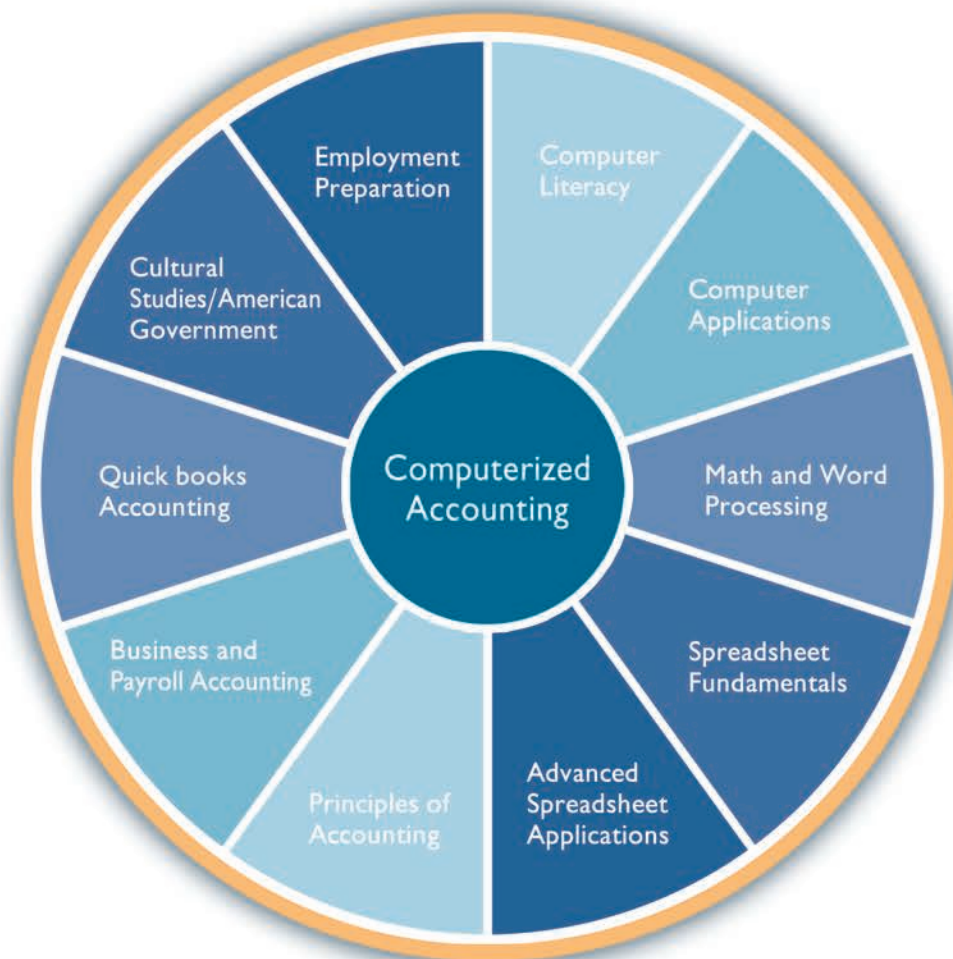 Computerized
Accounting
Computer
Literacy
Computer
Applications
Math and Word
Processing
Spreadsheet
Fundamentals
Advanced
Spreadsheet
Applications
Principles of
Accounting
Business and
Payroll Accounting
Quick books
Accounting
Cultural
Studies/American
Government
Employment
Preparation